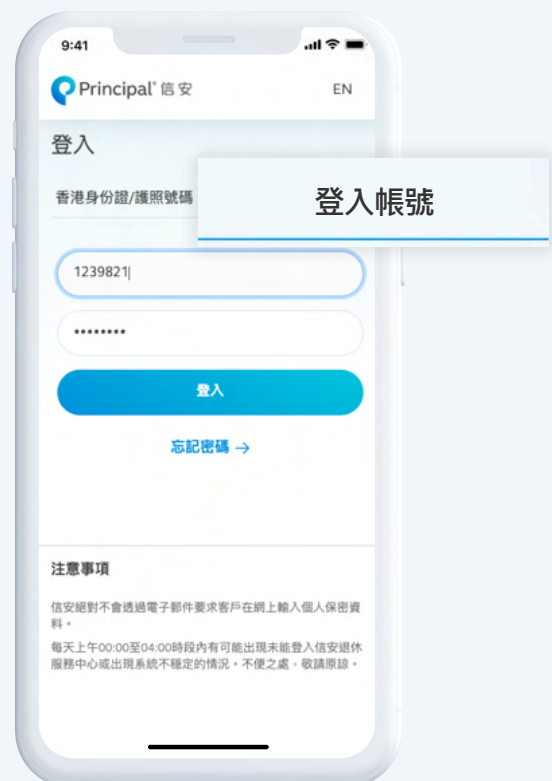 9:41
Principal® 信安
EN
登入
香港身份證/護照號碼
登入帳號
1239821
••••••••
登入
忘記密碼 →
注意事項
信安絕對不會透過電子郵件要求客戶在網上輸入個人保密資
料。
每天上午00:00至04:00時段內有可能出現未能登入信安退休
服務中心或出現系統不穩定的情況。不便之處，敬請原諒。